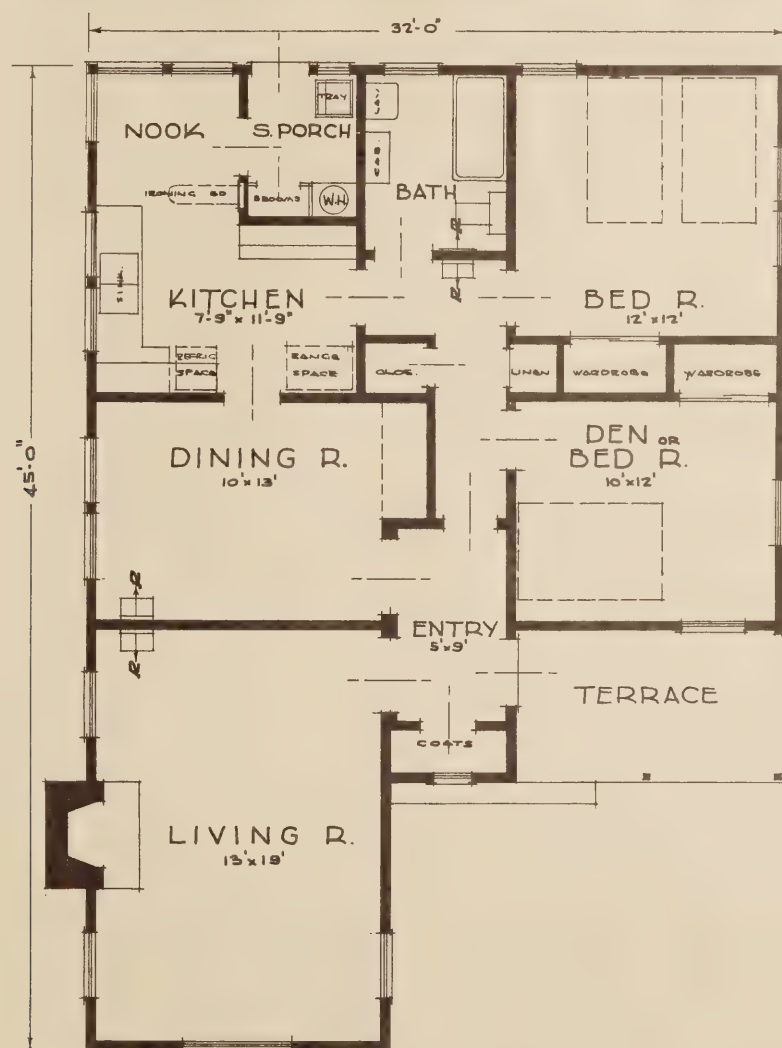 32'-0"
45'-0"
NOOK
S. PORCH
TRAY
LAV
CAB.
IRONING BD
BROOMS
W.H
BATH
SINK
R
R
KITCHEN
7'-9" x 11'-9"
BED R.
12' x 12'
REFRIG
SPACE
RANGE
SPACE
CLOS.
LINEN
WARDROBE
WARDROBE
DINING R.
10' x 13'
DEN OR
BED R.
10' x 12'
R
R
ENTRY
5' x 9'
TERRACE
COATS
LIVING R.
13' x 19'